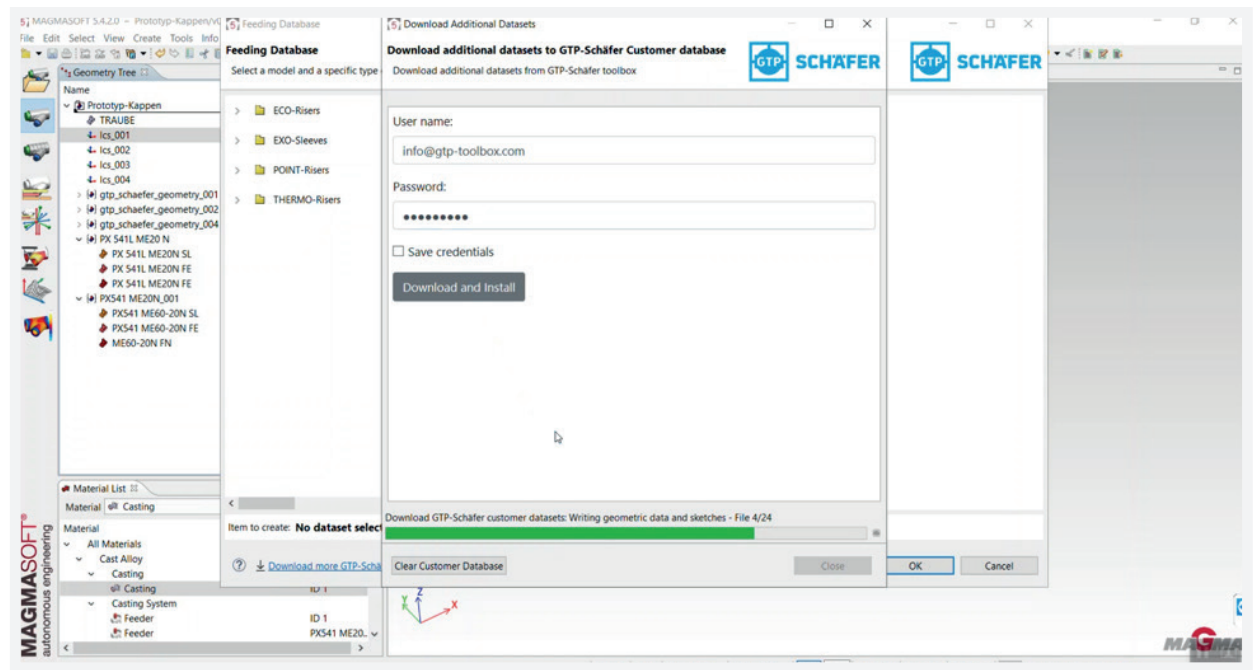 MAGMASOFT 5.4.2.0 - Prototyp-Kappen/v0
File Edit Select View Create Tools Info
Geometry Tree
Name
Prototyp-Kappen
TRAUBE
lcs_001
lcs_002
lcs_003
lcs_004
gtp_schaefer_geometry_001
gtp_schaefer_geometry_002
gtp_schaefer_geometry_004
PX 541L ME20 N
PX 541L ME20N SL
PX 541L ME20N FE
PX 541L ME20N FE
PX541 ME20N_001
PX541 ME60-20N SL
PX541 ME60-20N FE
ME60-20N FN
Material List
Material Casting
Material
All Materials
Cast Alloy
Casting
Casting ID 1
Casting System
Feeder ID 1
Feeder PX541 ME20..
MAGMASOFT®
autonomous engineering
Feeding Database
Feeding Database
Select a model and a specific type
ECO-Risers
EXO-Sleeves
POINT-Risers
THERMO-Risers
Item to create: No dataset select
Download more GTP-Schä
Download Additional Datasets
Download additional datasets to GTP-Schäfer Customer database
Download additional datasets from GTP-Schäfer toolbox
GTP SCHÄFER
User name:
info@gtp-toolbox.com
Password:
•••••••••
Save credentials
Download and Install
Download GTP-Schäfer customer datasets: Writing geometric data and sketches - File 4/24
Clear Customer Database
Close
GTP SCHÄFER
OK
Cancel
Z
Y
X
MAGMA